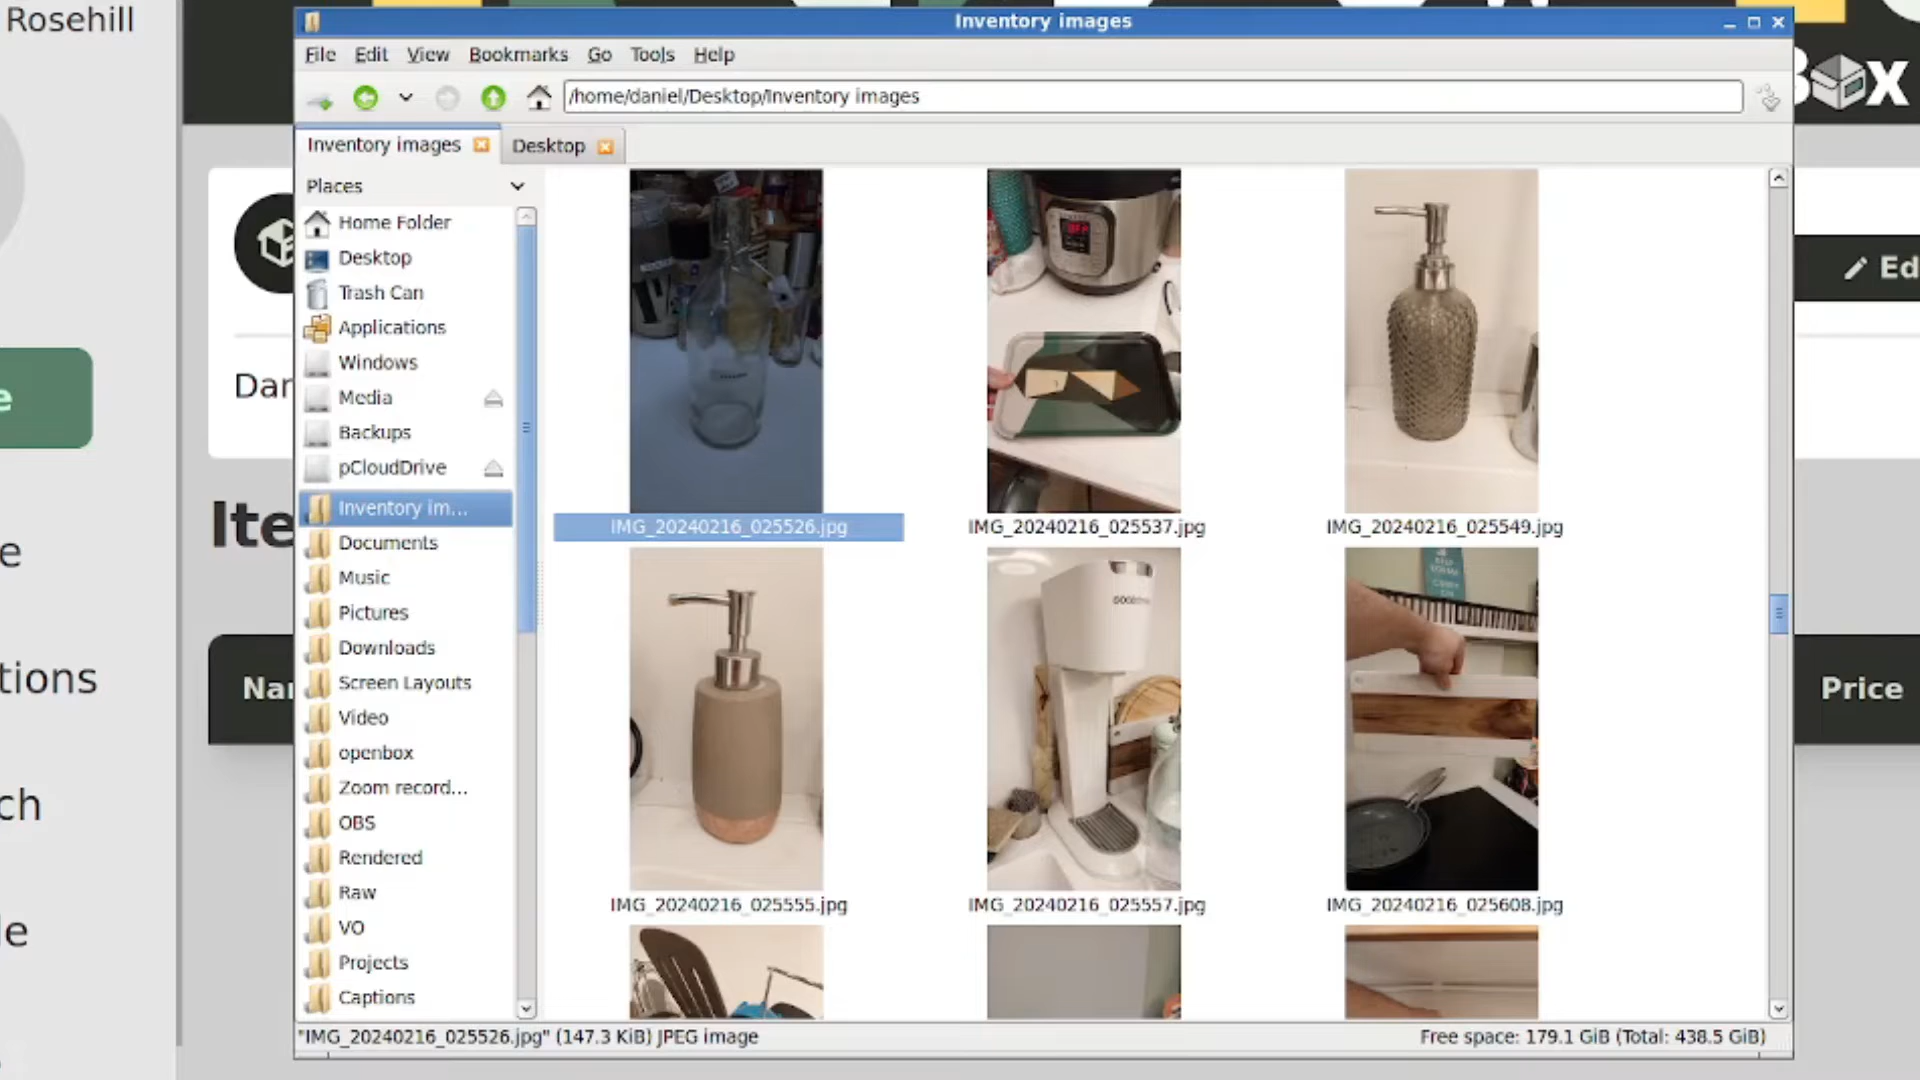 Rosehill
Inventory images
File Edit View Bookmarks Go Tools Help
/home/daniel/Desktop/Inventory images
Inventory images
Desktop
Places
Home Folder
Desktop
Trash Can
Applications
Windows
Media
Backups
pCloudDrive
Inventory im...
Documents
Music
Pictures
Downloads
Screen Layouts
Video
openbox
Zoom record...
OBS
Rendered
Raw
VO
Projects
Captions
OFF
IMG_20240216_025526.jpg
IMG_20240216_025537.jpg
IMG_20240216_025549.jpg
IMG_20240216_025555.jpg
IMG_20240216_025557.jpg
IMG_20240216_025608.jpg
"IMG_20240216_025526.jpg" (147.3 KiB) JPEG image
Free space: 179.1 GiB (Total: 438.5 GiB)
Dar
Ite
Nar
Ed
Price
e
e
tions
ch
le